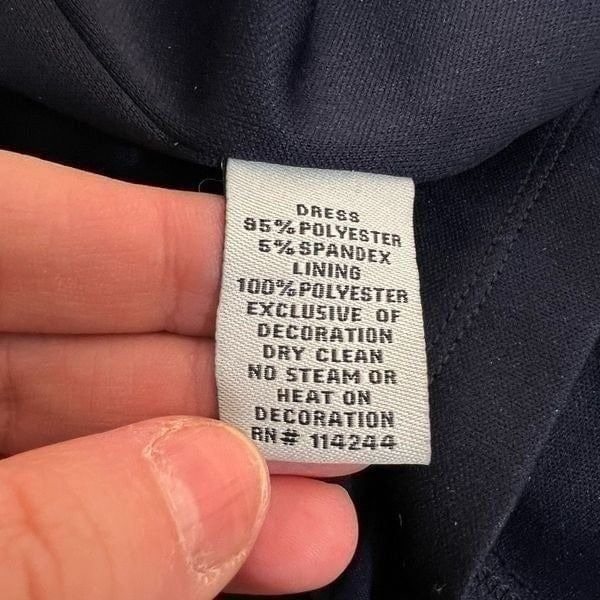 DRESS
95%POLYESTER
5%SPANDEX
LINING
100%POLYESTER
EXCLUSIVE OF
DECORATION
DRY CLEAN
NO STEAM OR
HEAT ON
DECORATION
RN# 114244